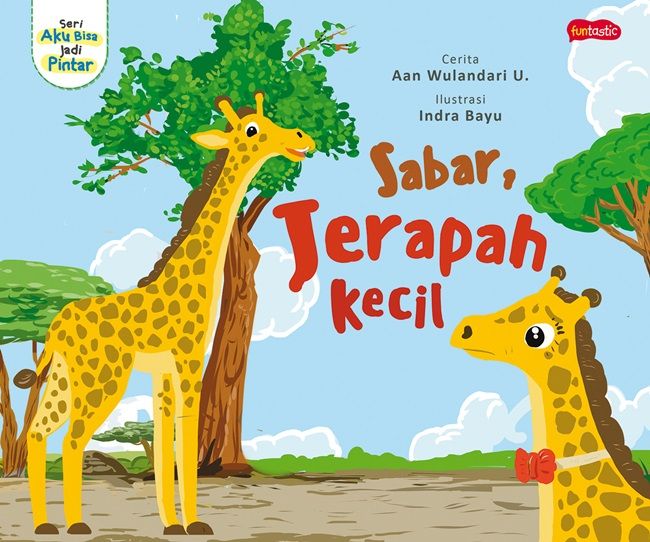 Seri
Aku Bisa
Jadi
Pintar
funtastic
Cerita
Aan Wulandari U.
Ilustrasi
Indra Bayu
Sabar,
Jerapah
kecil